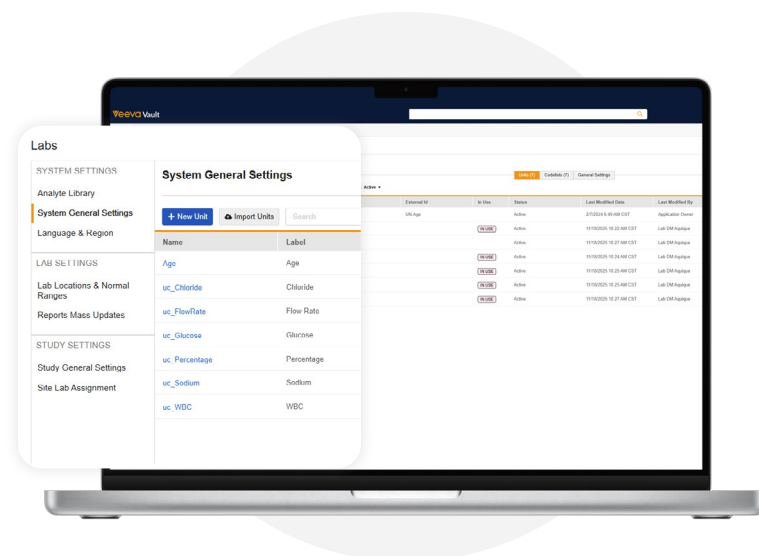 Veeva Vault
Labs
SYSTEM SETTINGS
Analyte Library
System General Settings
Language & Region
LAB SETTINGS
Lab Locations & Normal
Ranges
Reports Mass Updates
STUDY SETTINGS
Study General Settings
Site Lab Assignment
System General Settings
+ New Unit
Import Units
Search
Name Label
Age Age
uc_Chloride Chloride
uc_FlowRate Flow Rate
uc_Glucose Glucose
uc_Percentage Percentage
uc_Sodium Sodium
uc_WBC WBC
Units (7) Codelists (7) General Settings
Active
External Id In Use Status Last Modified Date Last Modified By
UN Age Active 2/7/2024 6:49 AM CST Application Owner
IN USE Active 11/18/2025 10:23 AM CST Lab DM Aquique
Active 11/18/2025 10:27 AM CST Lab DM Aquique
IN USE Active 11/18/2025 10:24 AM CST Lab DM Aquique
IN USE Active 11/18/2025 10:25 AM CST Lab DM Aquique
IN USE Active 11/18/2025 10:25 AM CST Lab DM Aquique
IN USE Active 11/18/2025 10:27 AM CST Lab DM Aquique